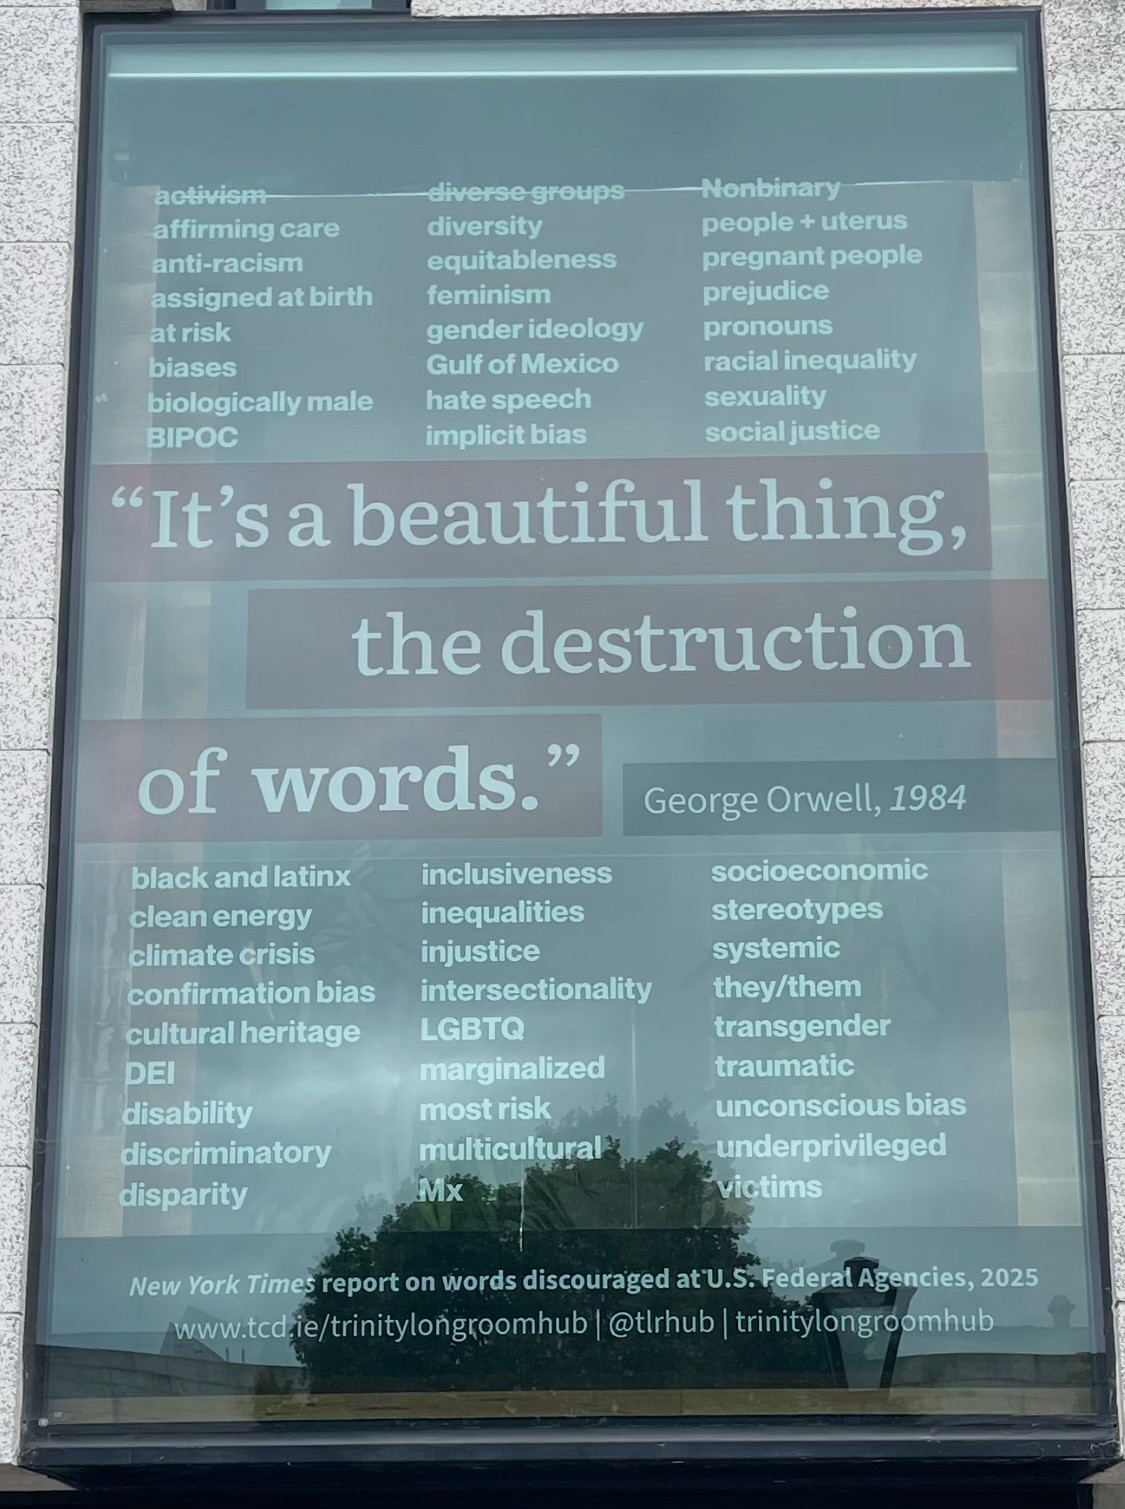 activism
affirming care
anti-racism
assigned at birth
at risk
biases
biologically male
BIPOC
diverse groups
diversity
equitableness
feminism
gender ideology
Gulf of Mexico
hate speech
implicit bias
Nonbinary
people + uterus
pregnant people
prejudice
pronouns
racial inequality
sexuality
social justice
“It’s a beautiful thing,
the destruction
of words.”
George Orwell, 1984
black and latinx
clean energy
climate crisis
confirmation bias
cultural heritage
DEI
disability
discriminatory
disparity
inclusiveness
inequalities
injustice
intersectionality
LGBTQ
marginalized
most risk
multicultural
Mx
socioeconomic
stereotypes
systemic
they/them
transgender
traumatic
unconscious bias
underprivileged
victims
New York Times report on words discouraged at U.S. Federal Agencies, 2025
www.tcd.ie/trinitylongroomhub | @tlrhub | trinitylongroomhub